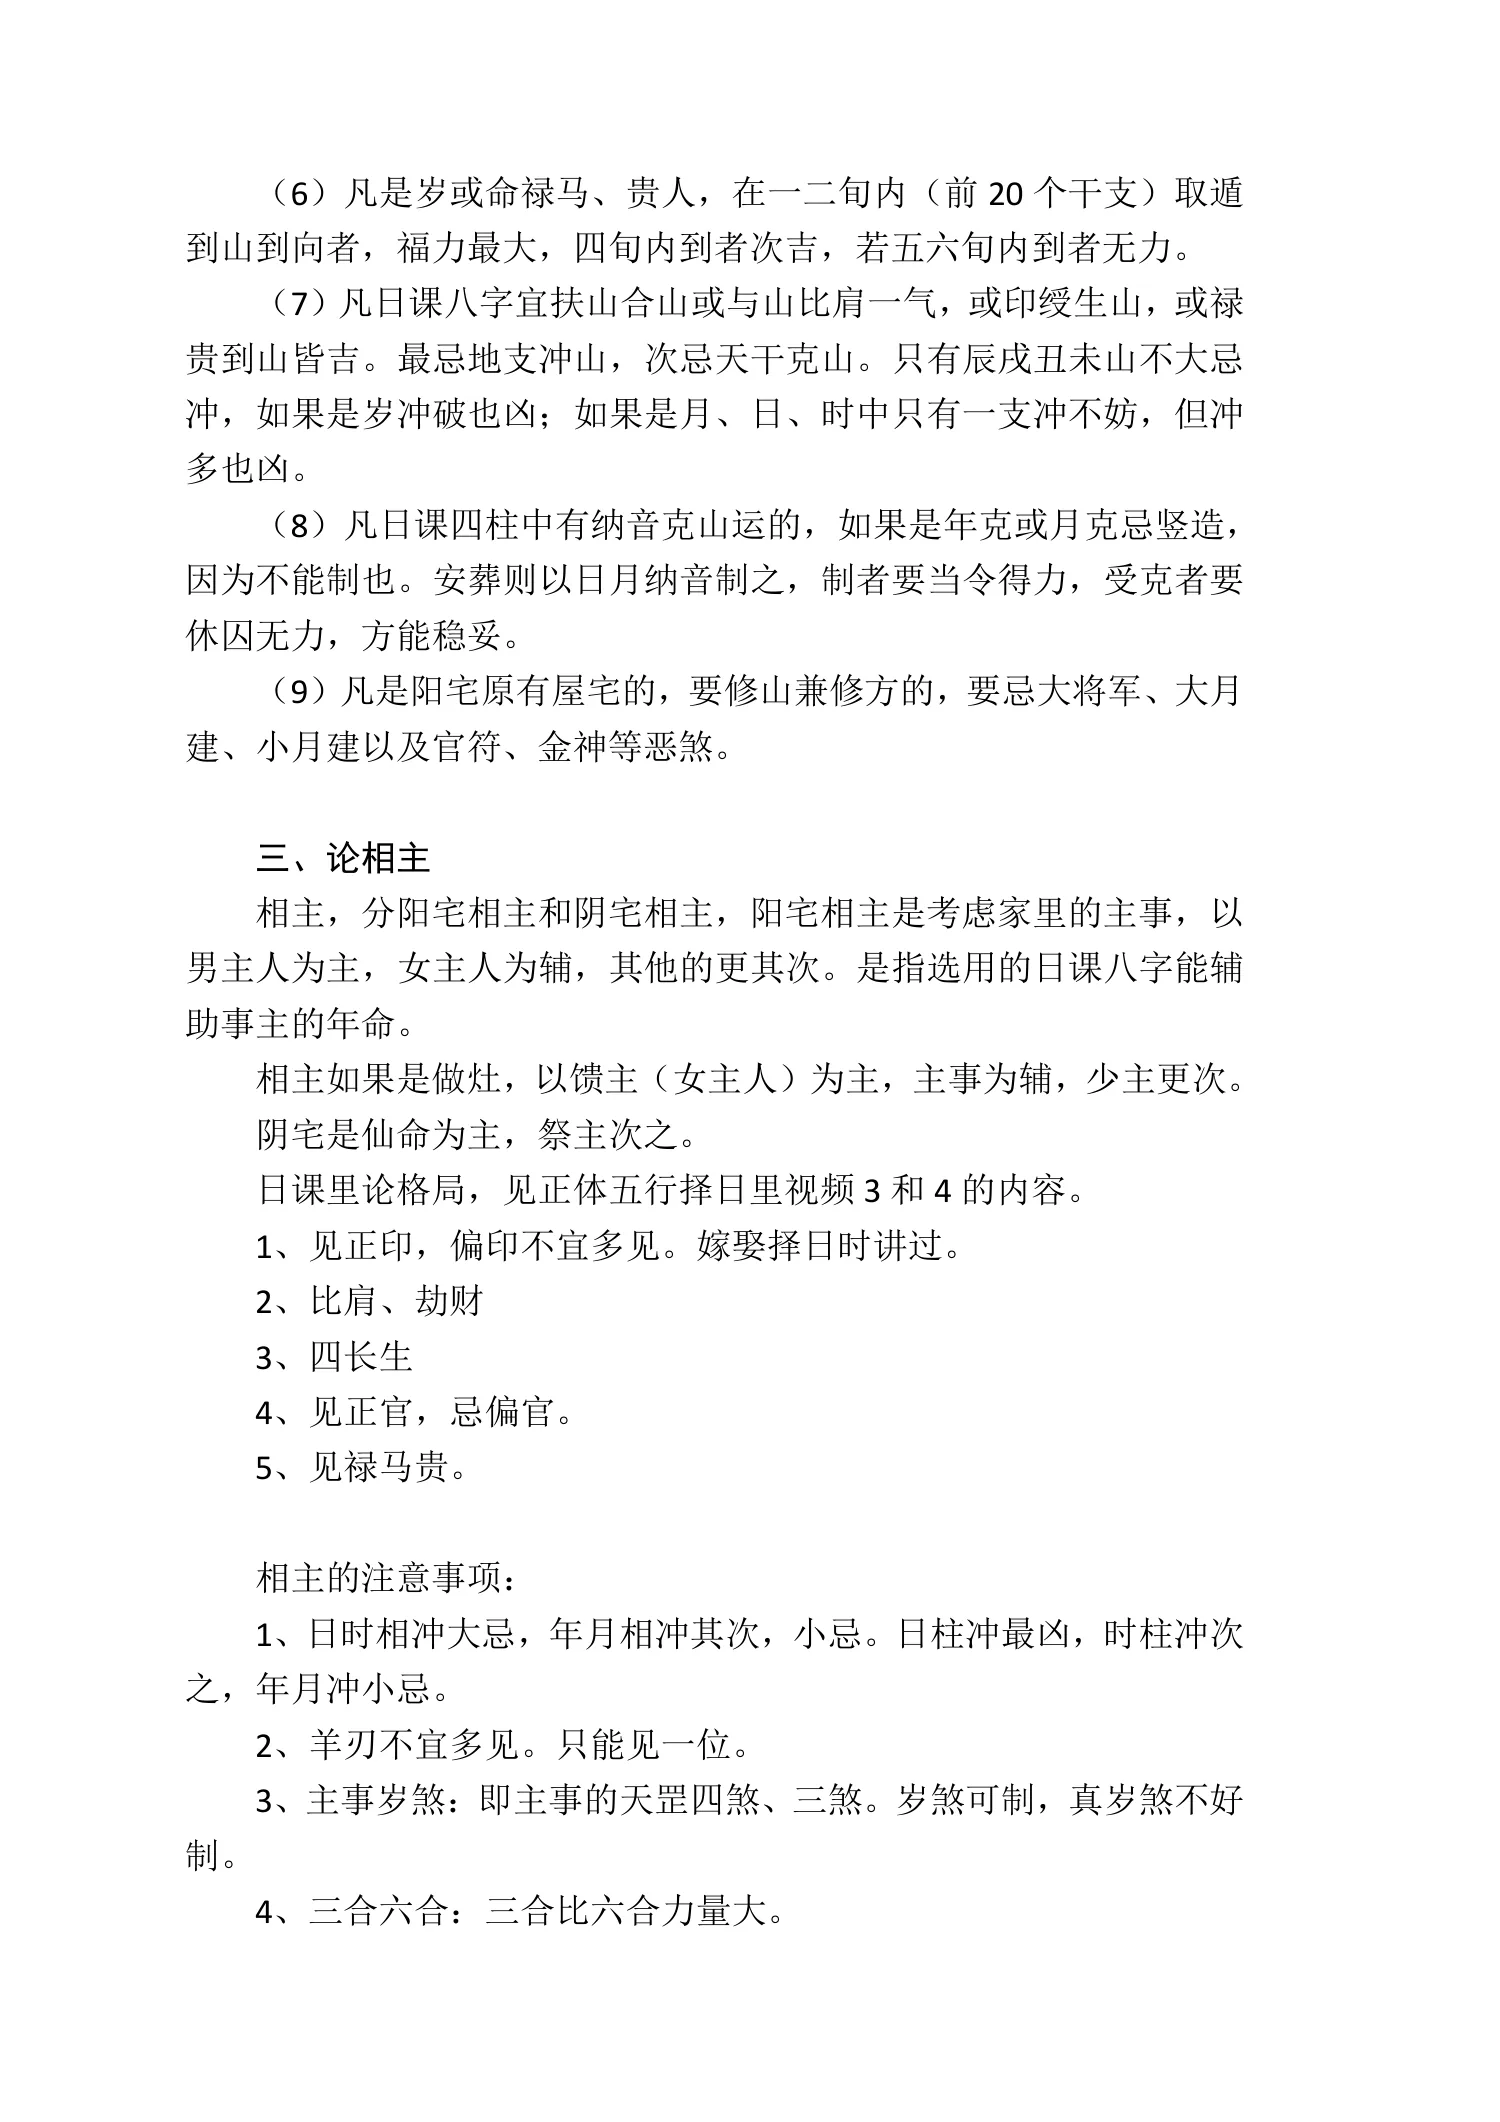 （6）凡是岁或命禄马、贵人，在一二旬内（前 20 个干支）取遁
到山到向者，福力最大，四旬内到者次吉，若五六旬内到者无力。
（7）凡日课八字宜扶山合山或与山比肩一气，或印绶生山，或禄
贵到山皆吉。最忌地支冲山，次忌天干克山。只有辰戌丑未山不大忌
冲，如果是岁冲破也凶；如果是月、日、时中只有一支冲不妨，但冲
多也凶。
（8）凡日课四柱中有纳音克山运的，如果是年克或月克忌竖造，
因为不能制也。安葬则以日月纳音制之，制者要当令得力，受克者要
休囚无力，方能稳妥。
（9）凡是阳宅原有屋宅的，要修山兼修方的，要忌大将军、大月
建、小月建以及官符、金神等恶煞。
三、论相主
相主，分阳宅相主和阴宅相主，阳宅相主是考虑家里的主事，以
男主人为主，女主人为辅，其他的更其次。是指选用的日课八字能辅
助事主的年命。
相主如果是做灶，以馈主（女主人）为主，主事为辅，少主更次。
阴宅是仙命为主，祭主次之。
日课里论格局，见正体五行择日里视频 3 和 4 的内容。
1、见正印，偏印不宜多见。嫁娶择日时讲过。
2、比肩、劫财
3、四长生
4、见正官，忌偏官。
5、见禄马贵。
相主的注意事项：
1、日时相冲大忌，年月相冲其次，小忌。日柱冲最凶，时柱冲次
之，年月冲小忌。
2、羊刃不宜多见。只能见一位。
3、主事岁煞：即主事的天罡四煞、三煞。岁煞可制，真岁煞不好
制。
4、三合六合：三合比六合力量大。